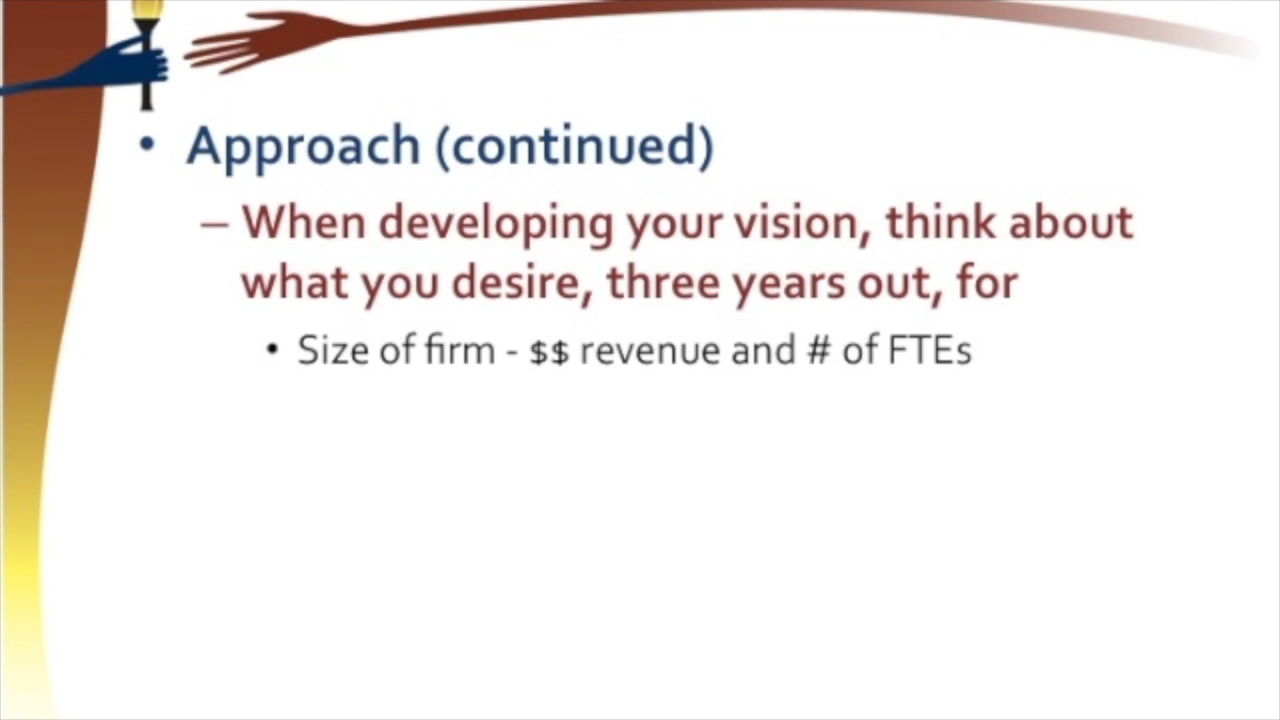 • Approach (continued)
– When developing your vision, think about
what you desire, three years out, for
• Size of firm - $$ revenue and # of FTEs